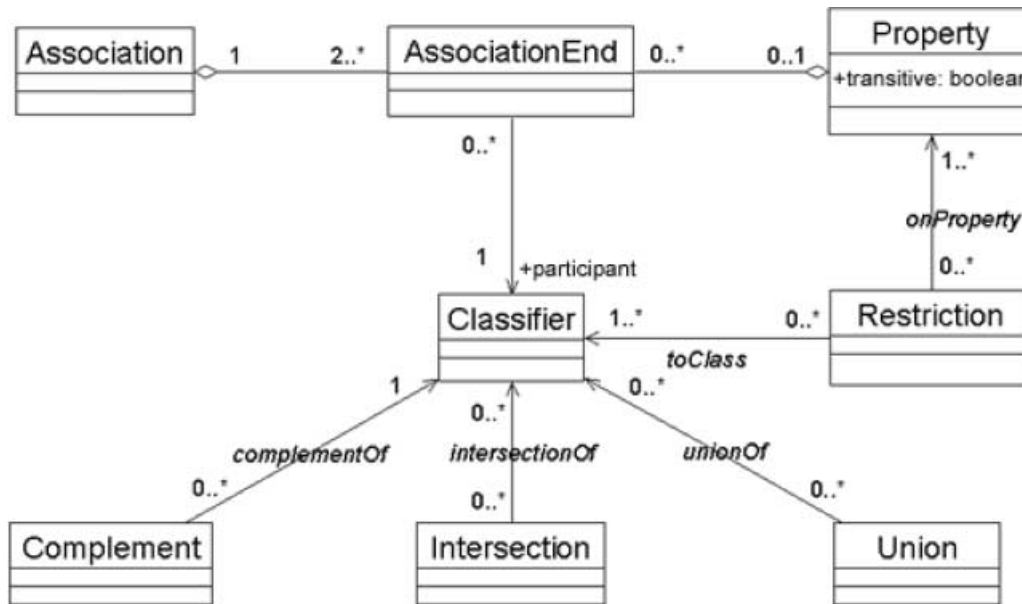 Association
1
2..*
AssociationEnd
0..*
0..1
Property
+transitive: boolean
0..*
1..*
onProperty
0..*
1
+participant
Classifier
1..*
0..*
Restriction
toClass
1
0..*
0..*
complementOf
intersectionOf
unionOf
0..*
0..*
0..*
Complement
Intersection
Union